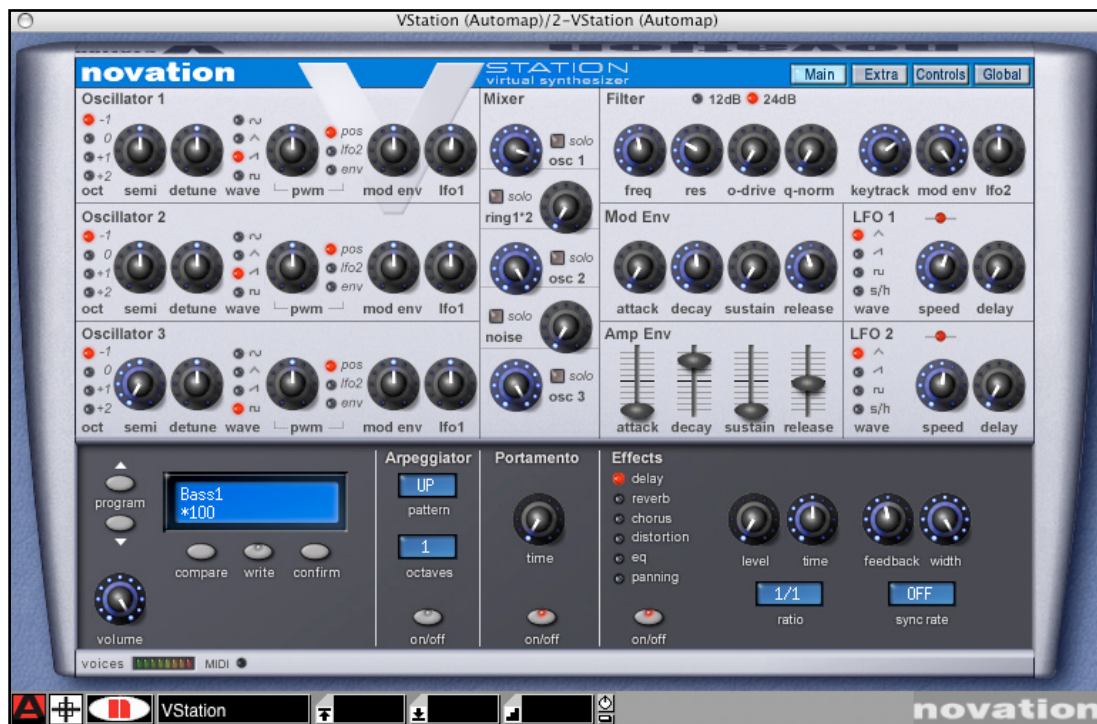 VStation (Automap)/2-VStation (Automap)
novation
novation STATION
virtual synthesizer
Main Extra Controls Global
Oscillator 1
-1
0
+1
+2
oct semi detune wave pwm mod env lfo1
pos
lfo2
env
Oscillator 2
-1
0
+1
+2
oct semi detune wave pwm mod env lfo1
pos
lfo2
env
Oscillator 3
-1
0
+1
+2
oct semi detune wave pwm mod env lfo1
pos
lfo2
env
Mixer
solo
osc 1
solo
ring1*2
solo
osc 2
solo
noise
solo
osc 3
Filter 12dB 24dB
freq res o-drive q-norm keytrack mod env lfo2
Mod Env
attack decay sustain release
LFO 1
s/h
wave speed delay
Amp Env
attack decay sustain release
LFO 2
s/h
wave speed delay
program
Bass1
*100
compare write confirm
volume
Arpeggiator
UP
pattern
1
octaves
on/off
Portamento
time
on/off
Effects
delay
reverb
chorus
distortion
eq
panning
on/off
level time feedback width
1/1 OFF
ratio sync rate
voices MIDI
VStation
novation